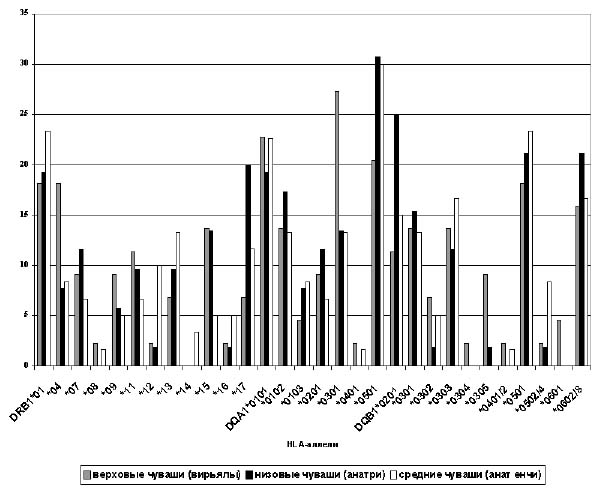 35
30
25
20
15
10
5
0
DRB1*01 *04 *07 *08 *09 *11 *12 *13 *14 *15 *16 *17 DQA1*0101 *0102 *0103 *0201 *0301 *0401 *0501 DQB1*0201 *0301 *0302 *0303 *0304 *0305 *0401/2 *0501 *0502/4 *0601 *0602/8
HLA-аллели
верховые чуваши (вирьялы) низовые чуваши (анатри) средние чуваши (анат енчи)